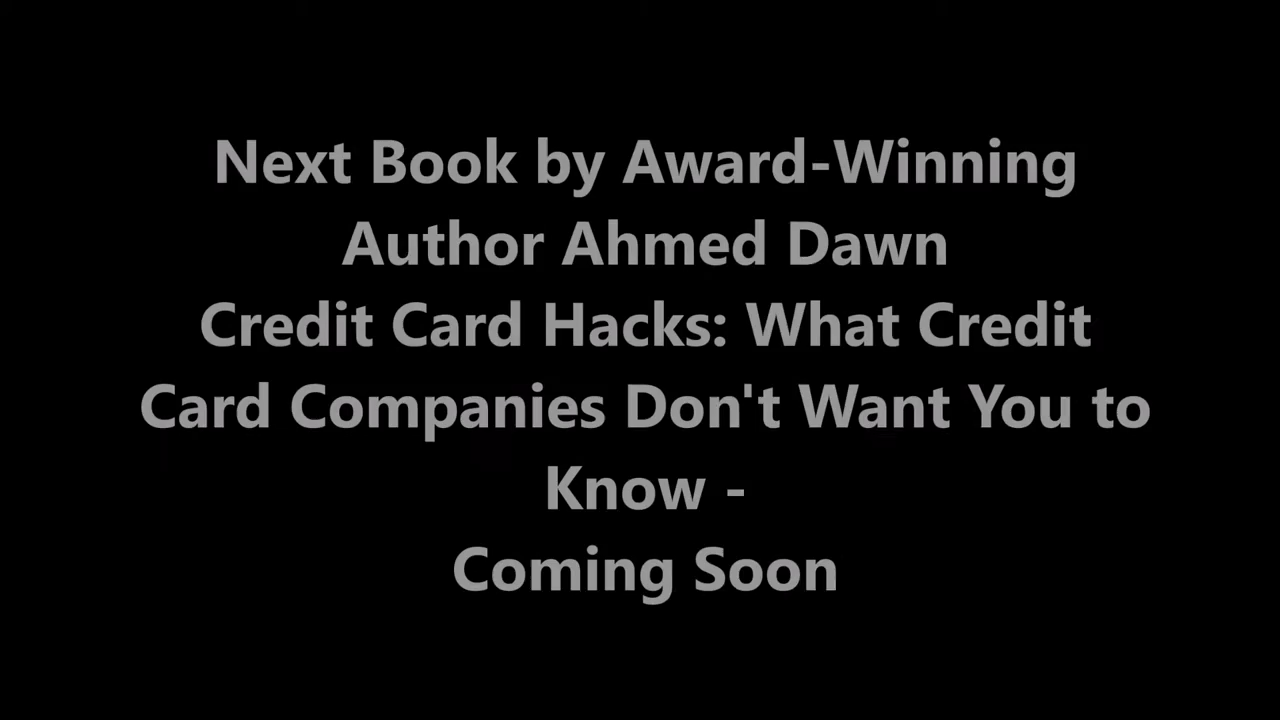 Next Book by Award-Winning
Author Ahmed Dawn
Credit Card Hacks: What Credit
Card Companies Don't Want You to
Know -
Coming Soon